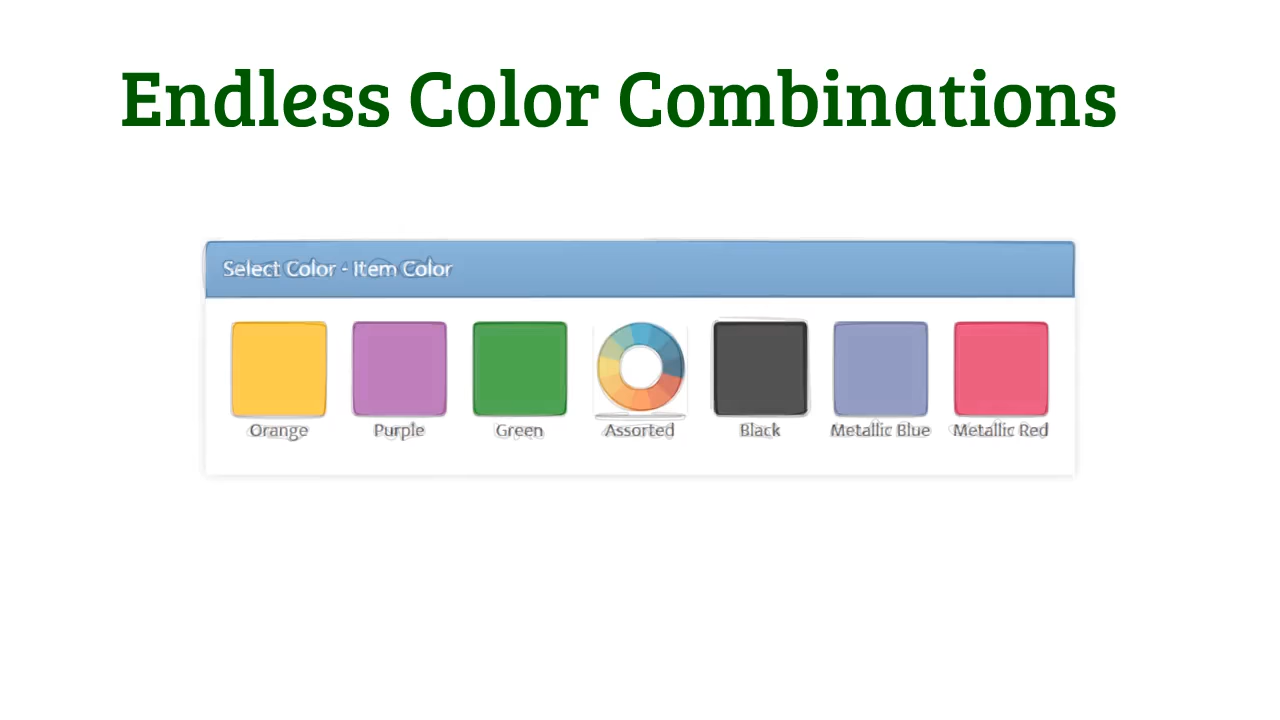 Endless Color Combinations
Select Color - Item Color
Orange
Purple
Green
Assorted
Black
Metallic Blue
Metallic Red